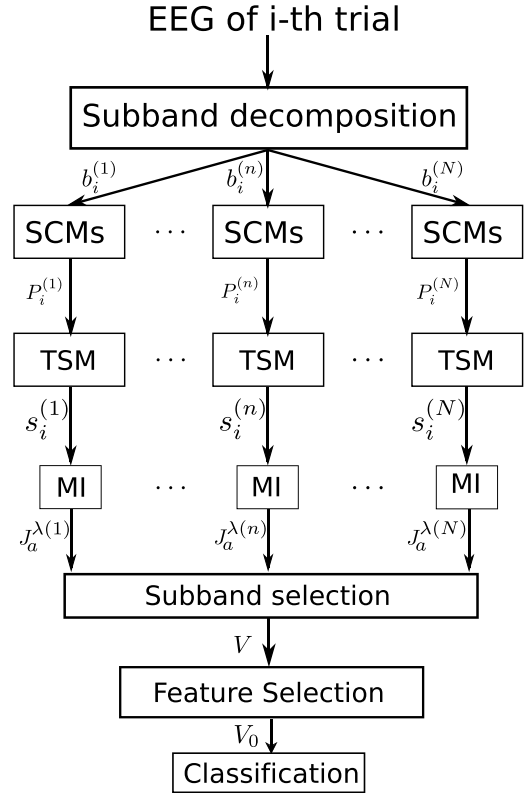 EEG of i-th trial
Subband decomposition
b_i^{(1)} b_i^{(n)} b_i^{(N)}
SCMs ... SCMs ... SCMs
P_i^{(1)} P_i^{(n)} P_i^{(N)}
TSM ... TSM ... TSM
s_i^{(1)} s_i^{(n)} s_i^{(N)}
MI ... MI ... MI
J_a^{λ(1)} J_a^{λ(n)} J_a^{λ(N)}
Subband selection
V
Feature Selection
V_0
Classification